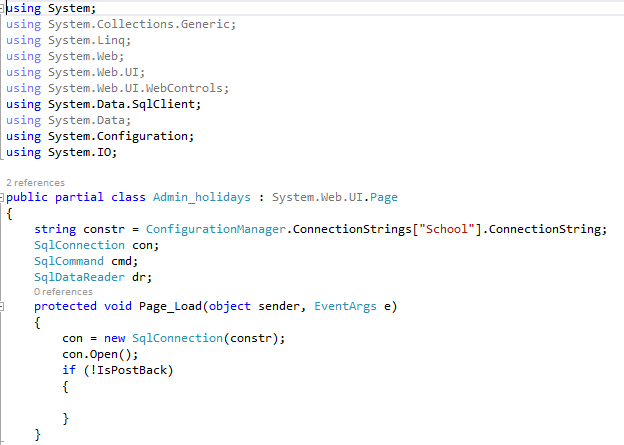 using System;
using System.Collections.Generic;
using System.Linq;
using System.Web;
using System.Web.UI;
using System.Web.UI.WebControls;
using System.Data.SqlClient;
using System.Data;
using System.Configuration;
using System.IO;
2 references
public partial class Admin_holidays : System.Web.UI.Page
{
string constr = ConfigurationManager.ConnectionStrings["School"].ConnectionString;
SqlConnection con;
SqlCommand cmd;
SqlDataReader dr;
0 references
protected void Page_Load(object sender, EventArgs e)
{
con = new SqlConnection(constr);
con.Open();
if (!IsPostBack)
{
}
}